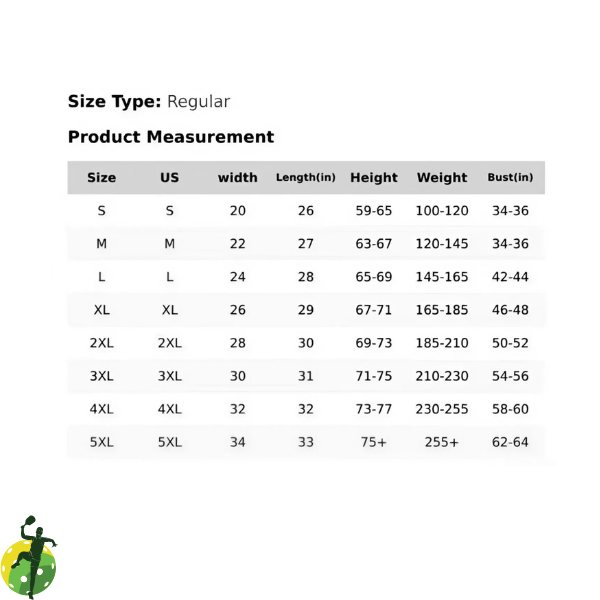 Size Type: Regular
Product Measurement
Size US width Length(in) Height Weight Bust(in)
S S 20 26 59-65 100-120 34-36
M M 22 27 63-67 120-145 34-36
L L 24 28 65-69 145-165 42-44
XL XL 26 29 67-71 165-185 46-48
2XL 2XL 28 30 69-73 185-210 50-52
3XL 3XL 30 31 71-75 210-230 54-56
4XL 4XL 32 32 73-77 230-255 58-60
5XL 5XL 34 33 75+ 255+ 62-64